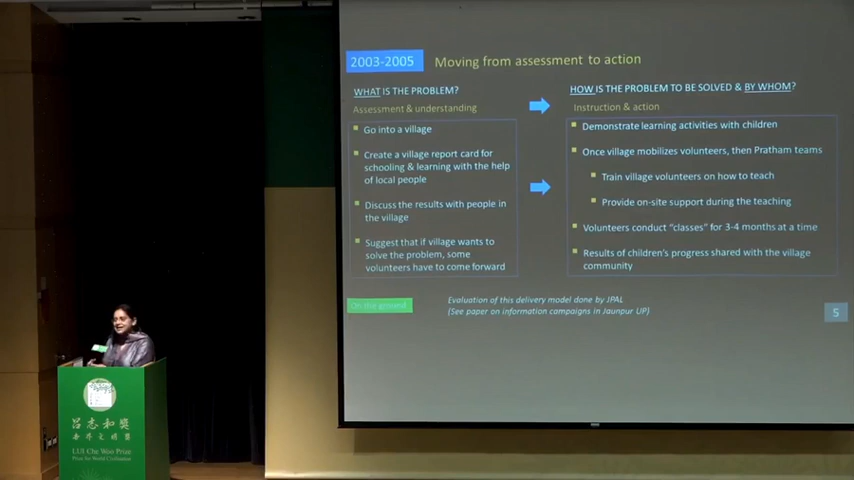 2003-2005
Moving from assessment to action
WHAT IS THE PROBLEM?
Assessment & understanding
Go into a village
Create a village report card for
schooling & learning with the help
of local people
Discuss the results with people in
the village
Suggest that if village wants to
solve the problem, some
volunteers have to come forward
HOW IS THE PROBLEM TO BE SOLVED & BY WHOM?
Instruction & action
Demonstrate learning activities with children
Once village mobilizes volunteers, then Pratham teams
Train village volunteers on how to teach
Provide on-site support during the teaching
Volunteers conduct “classes” for 3-4 months at a time
Results of children’s progress shared with the village
community
On the ground
Evaluation of this delivery model done by JPAL
(See paper on information campaigns in Jaunpur UP)
5
呂志和獎
LUI Che Woo Prize
Prize for World Civilisation